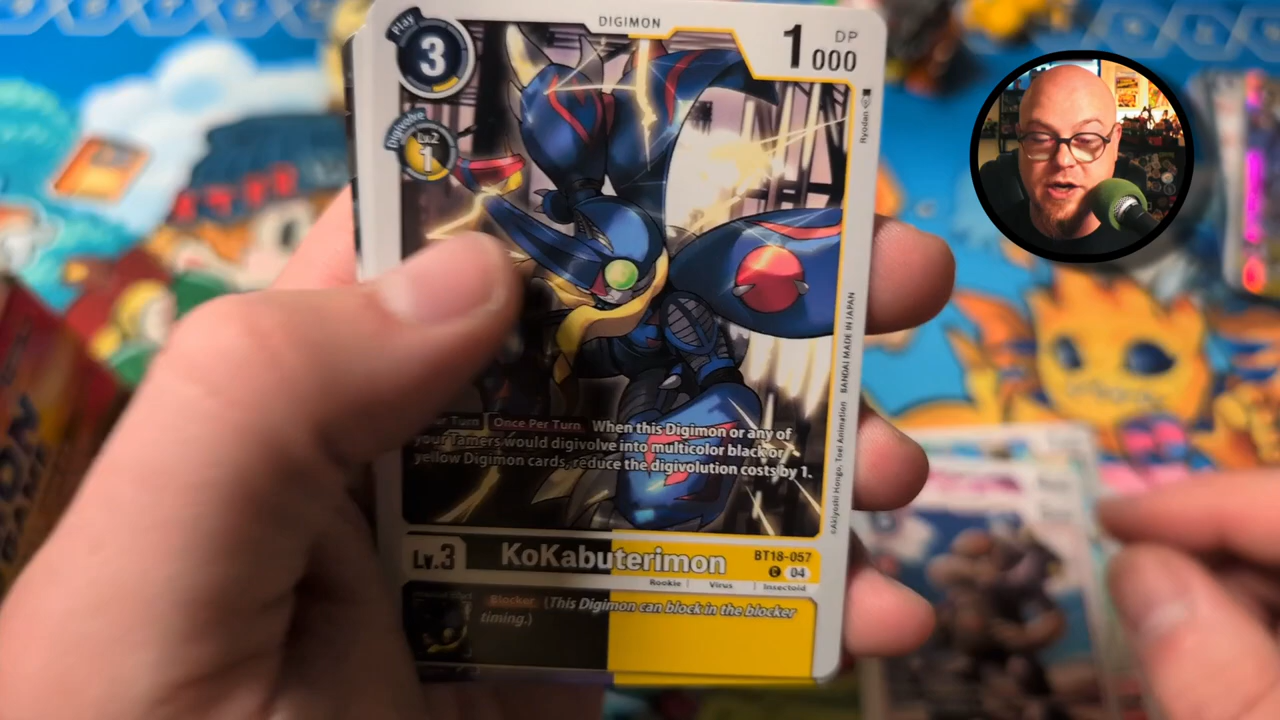 DIGIMON
Play
3
1000
DP
Digivolve
Lv.2
1
Ryodan
Turn Once Per Turn When this Digimon or any of
your Tamers would digivolve into multicolor black or
yellow Digimon cards, reduce the digivolution costs by 1.
©Akiyoshi Hongo, Toei Animation BANDAI MADE IN JAPAN
Lv.3
KoKabuterimon
BT18-057
C 04
Rookie | Virus | Insectoid
Blocker (This Digimon can block in the blocker
timing.)